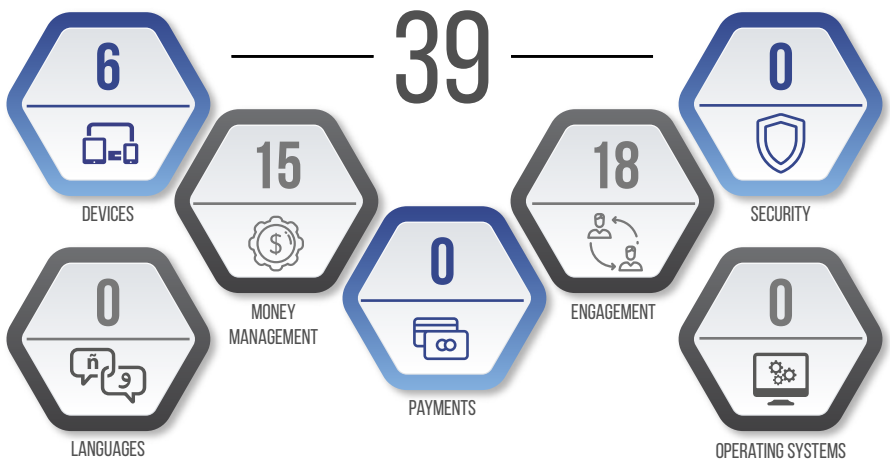 39
6
DEVICES
15
MONEY
MANAGEMENT
0
PAYMENTS
18
ENGAGEMENT
0
SECURITY
0
ñ
و
LANGUAGES
0
OPERATING SYSTEMS